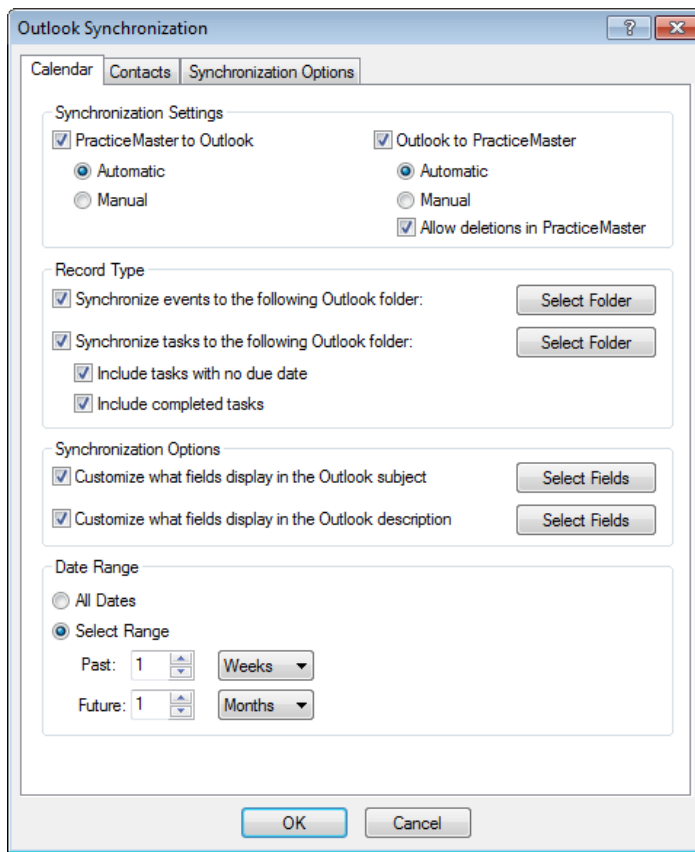 Outlook Synchronization
Calendar Contacts Synchronization Options
Synchronization Settings
PracticeMaster to Outlook Outlook to PracticeMaster
Automatic Automatic
Manual Manual
Allow deletions in PracticeMaster
Record Type
Synchronize events to the following Outlook folder: Select Folder
Synchronize tasks to the following Outlook folder: Select Folder
Include tasks with no due date
Include completed tasks
Synchronization Options
Customize what fields display in the Outlook subject Select Fields
Customize what fields display in the Outlook description Select Fields
Date Range
All Dates
Select Range
Past: 1 Weeks
Future: 1 Months
OK Cancel